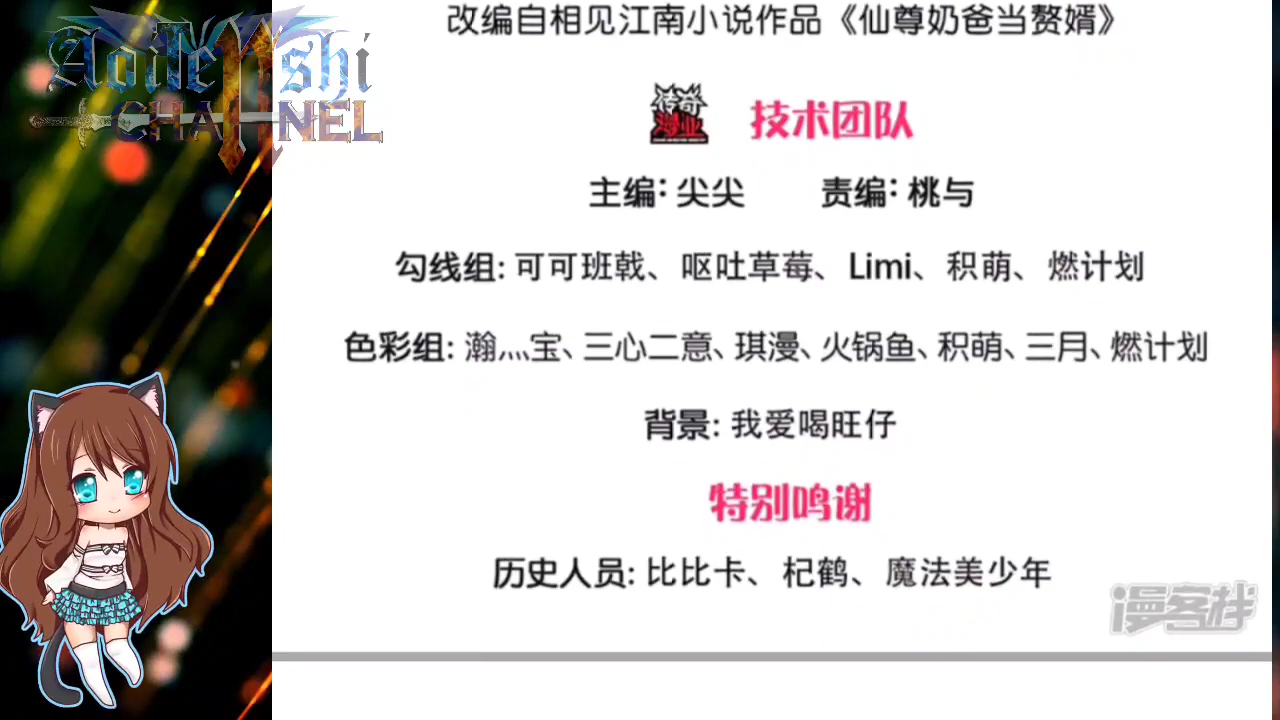 改编自相见江南小说作品《仙尊奶爸当赘婿》
Aoilenshi
CHANNEL
传奇
漫业
技术团队
主编: 尖尖 责编: 桃与
勾线组: 可可班戟、呕吐草莓、Limi、积萌、燃计划
色彩组: 瀚灬宝、三心二意、琪漫、火锅鱼、积萌、三月、燃计划
背景: 我爱喝旺仔
特别鸣谢
历史人员: 比比卡、杞鹤、魔法美少年
漫客栈